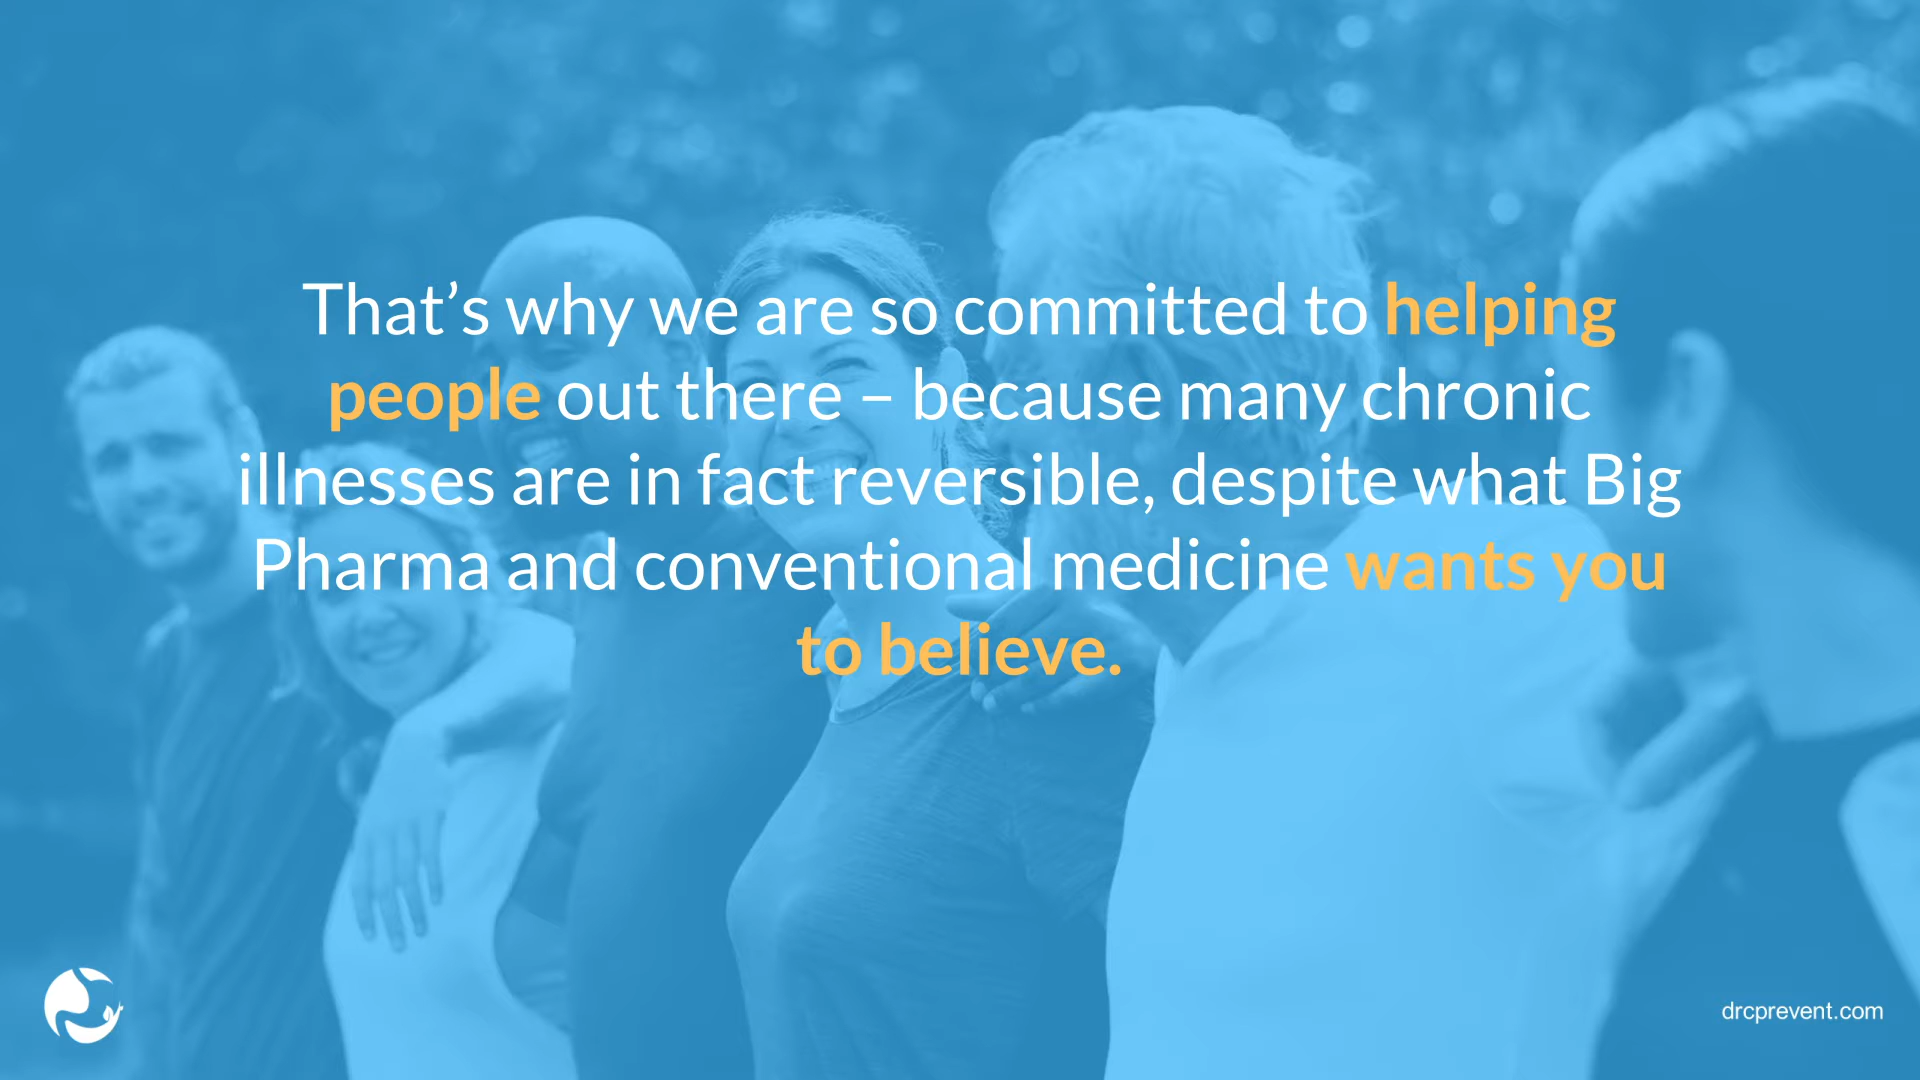 That’s why we are so committed to helping
people out there – because many chronic
illnesses are in fact reversible, despite what Big
Pharma and conventional medicine wants you
to believe.
drcprevent.com